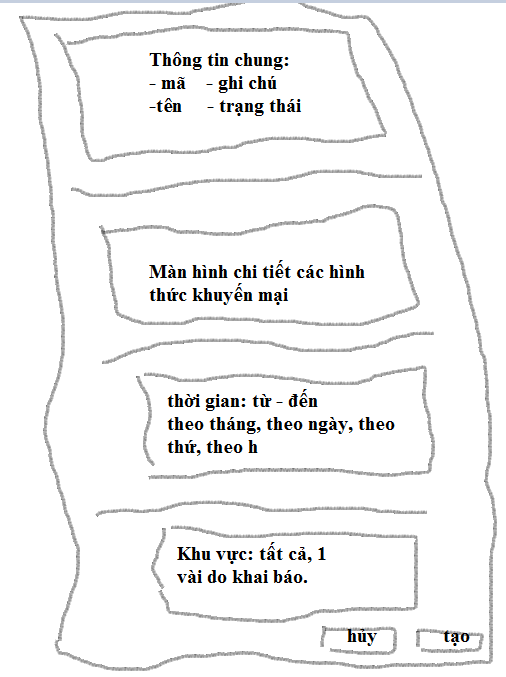 Thông tin chung:
- mã - ghi chú
-tên - trạng thái
Màn hình chi tiết các hình
thức khuyến mại
thời gian: từ - đến
theo tháng, theo ngày, theo
thứ, theo h
Khu vực: tất cả, 1
vài do khai báo.
hủy tạo